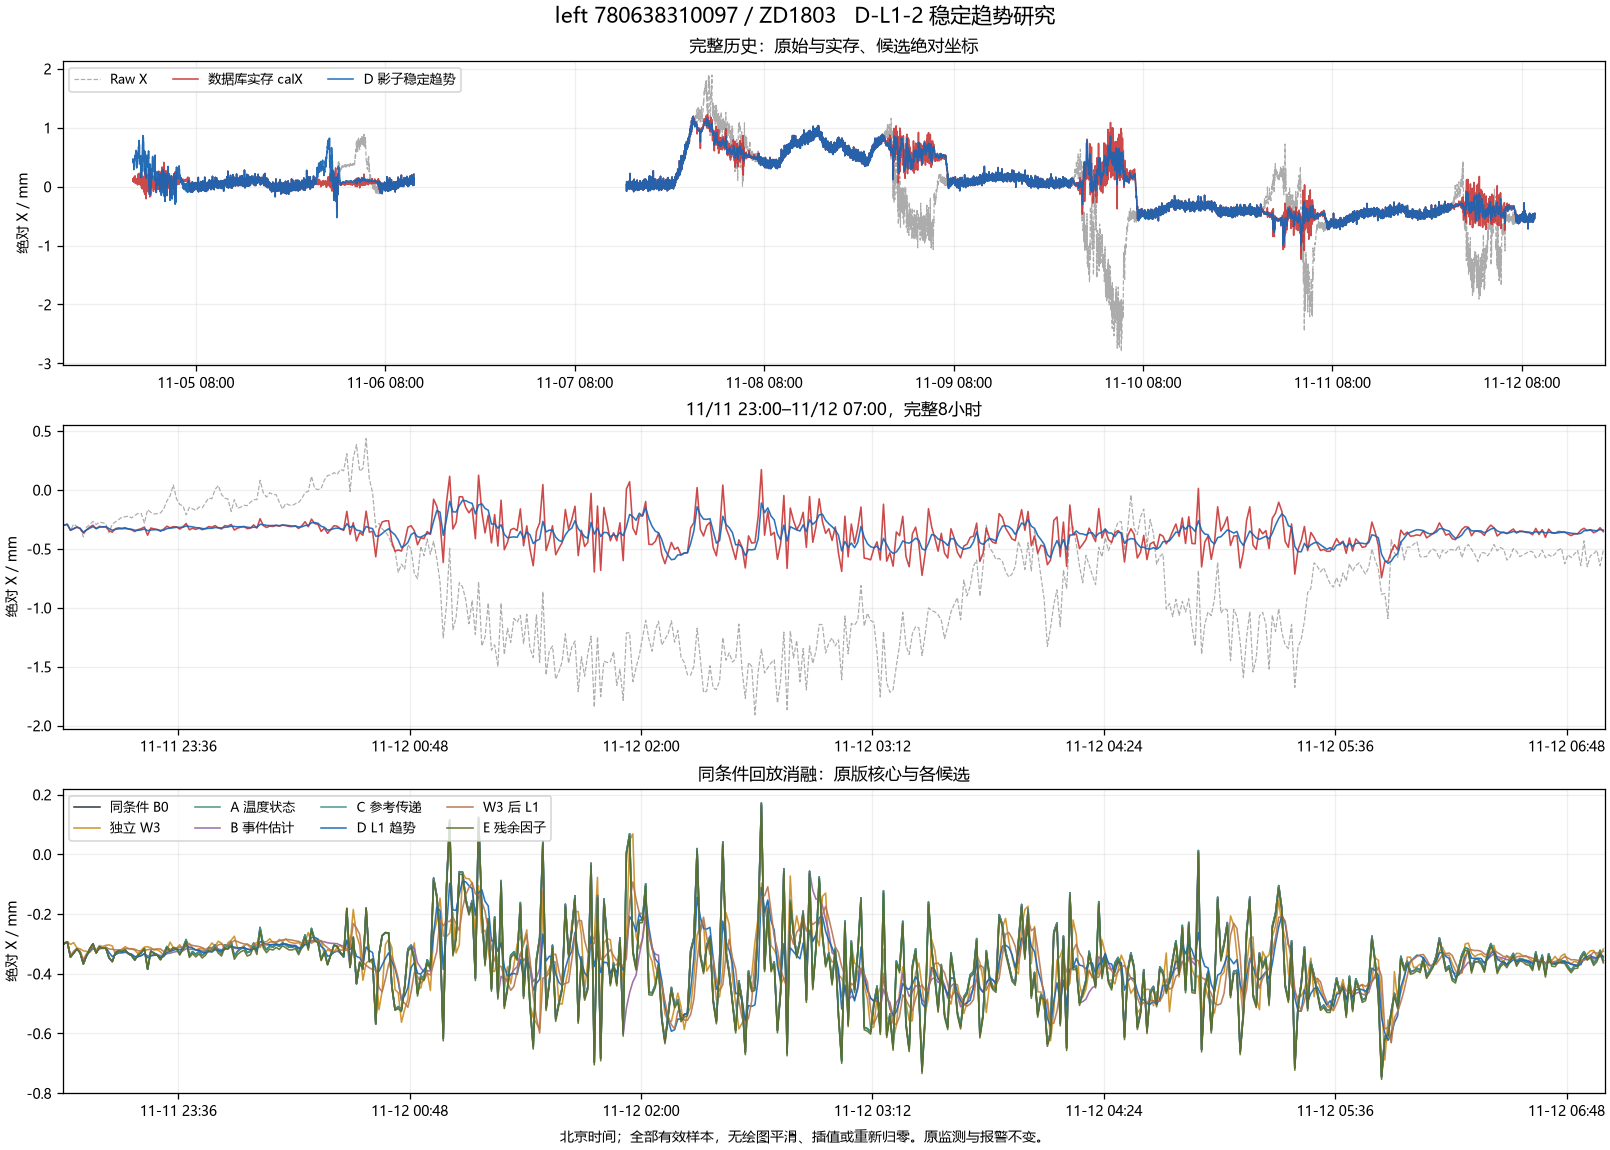 left 780638310097 / ZD1803 D-L1-2 稳定趋势研究
完整历史：原始与实存、候选绝对坐标
Raw X 数据库实存 calX D 影子稳定趋势
绝对 X / mm
2
1
0
-1
-2
-3
11-05 08:00 11-06 08:00 11-07 08:00 11-08 08:00 11-09 08:00 11-10 08:00 11-11 08:00 11-12 08:00
11/11 23:00–11/12 07:00，完整8小时
绝对 X / mm
0.5
0.0
-0.5
-1.0
-1.5
-2.0
11-11 23:36 11-12 00:48 11-12 02:00 11-12 03:12 11-12 04:24 11-12 05:36 11-12 06:48
同条件回放消融：原版核心与各候选
同条件 B0 A 温度状态 C 参考传递 W3 后 L1
独立 W3 B 事件估计 D L1 趋势 E 残余因子
绝对 X / mm
0.2
0.0
-0.2
-0.4
-0.6
-0.8
11-11 23:36 11-12 00:48 11-12 02:00 11-12 03:12 11-12 04:24 11-12 05:36 11-12 06:48
北京时间；全部有效样本，无绘图平滑、插值或重新归零。原监测与报警不变。